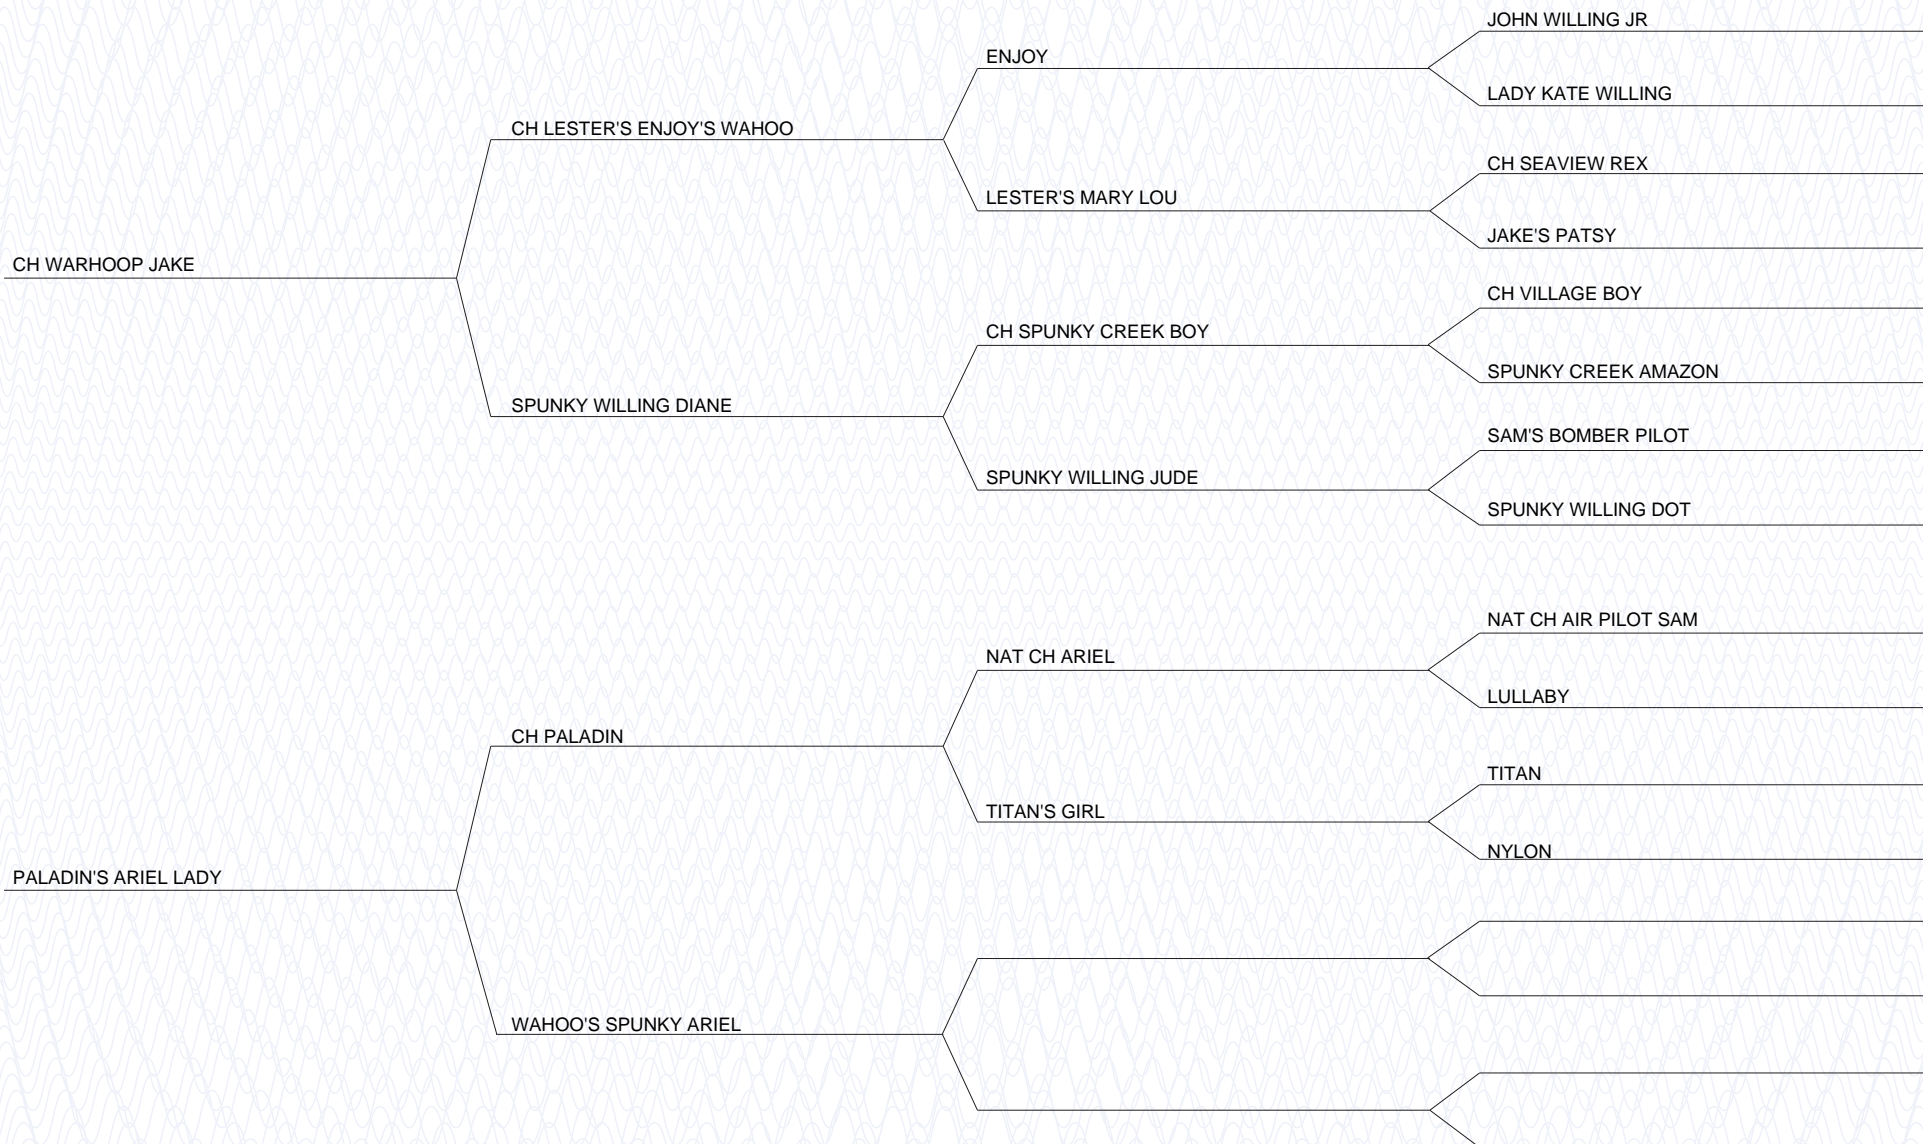 JOHN WILLING JR
ENJOY
LADY KATE WILLING
CH LESTER'S ENJOY'S WAHOO
CH SEAVIEW REX
LESTER'S MARY LOU
JAKE'S PATSY
CH WARHOOP JAKE
CH VILLAGE BOY
CH SPUNKY CREEK BOY
SPUNKY CREEK AMAZON
SPUNKY WILLING DIANE
SAM'S BOMBER PILOT
SPUNKY WILLING JUDE
SPUNKY WILLING DOT
NAT CH AIR PILOT SAM
NAT CH ARIEL
LULLABY
CH PALADIN
TITAN
TITAN'S GIRL
NYLON
PALADIN'S ARIEL LADY
WAHOO'S SPUNKY ARIEL